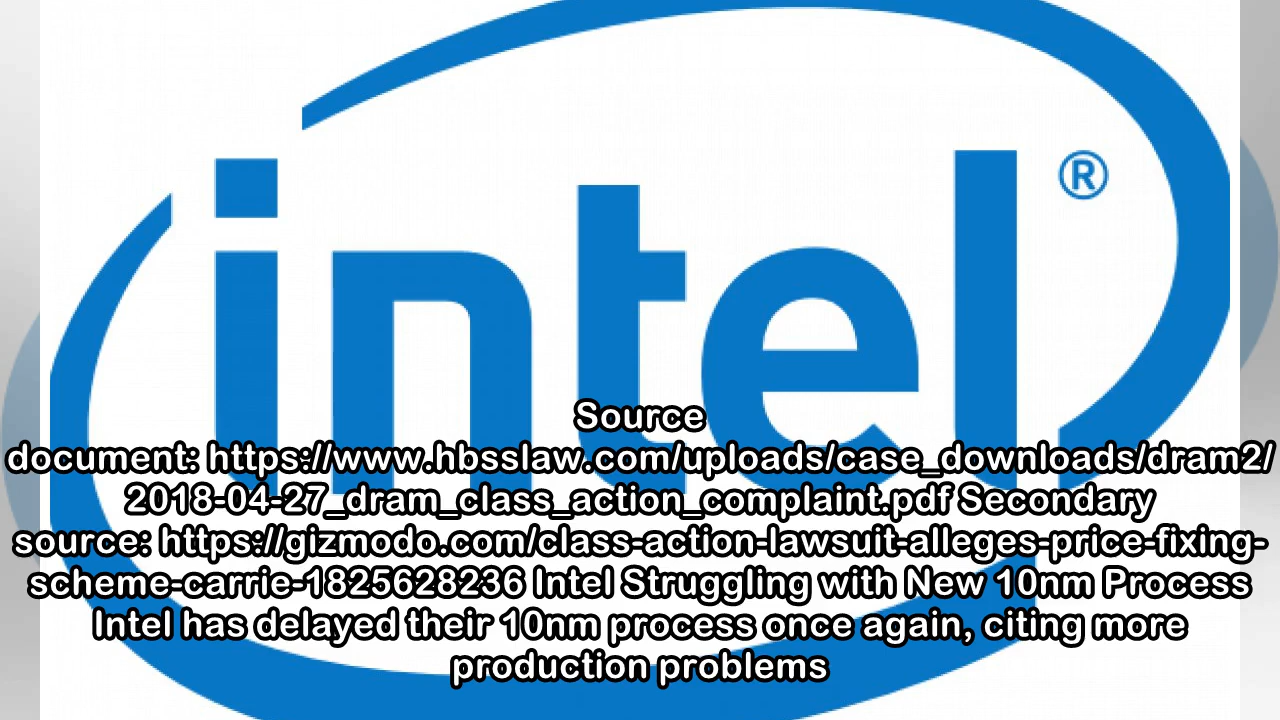 intel®
Source
document: https://www.hbsslaw.com/uploads/case_downloads/dram2/
2018-04-27_dram_class_action_complaint.pdf Secondary
source: https://gizmodo.com/class-action-lawsuit-alleges-price-fixing-
scheme-carrie-1825628236 Intel Struggling with New 10nm Process
Intel has delayed their 10nm process once again, citing more
production problems